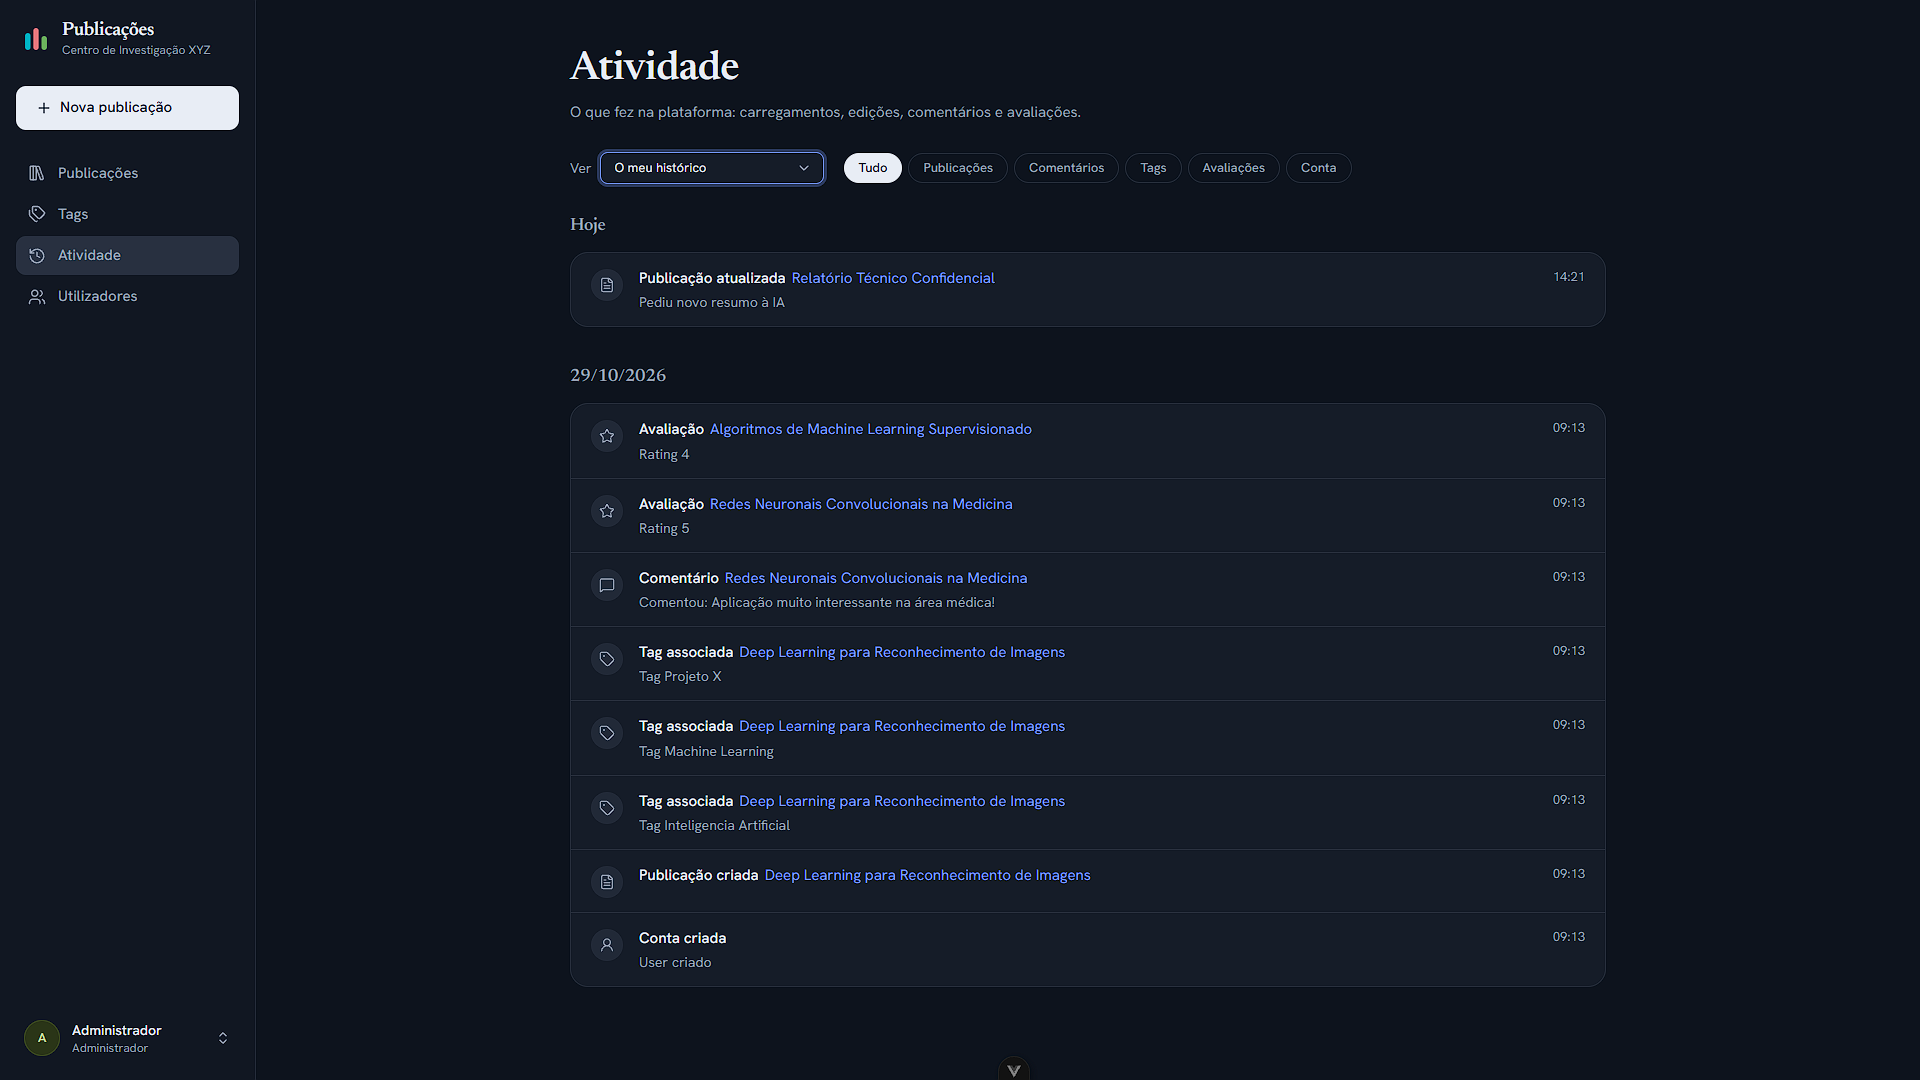 Publicações
Centro de Investigação XYZ
Nova publicação
Publicações
Tags
Atividade
Utilizadores
Atividade
O que fez na plataforma: carregamentos, edições, comentários e avaliações.
Ver O meu histórico Tudo Publicações Comentários Tags Avaliações Conta
Hoje
Publicação atualizada Relatório Técnico Confidencial 14:21
Pediu novo resumo à IA
29/10/2026
Avaliação Algoritmos de Machine Learning Supervisionado 09:13
Rating 4
Avaliação Redes Neuronais Convolucionais na Medicina 09:13
Rating 5
Comentário Redes Neuronais Convolucionais na Medicina 09:13
Comentou: Aplicação muito interessante na área médica!
Tag associada Deep Learning para Reconhecimento de Imagens 09:13
Tag Projeto X
Tag associada Deep Learning para Reconhecimento de Imagens 09:13
Tag Machine Learning
Tag associada Deep Learning para Reconhecimento de Imagens 09:13
Tag Inteligencia Artificial
Publicação criada Deep Learning para Reconhecimento de Imagens 09:13
Conta criada 09:13
User criado
A
Administrador
Administrador